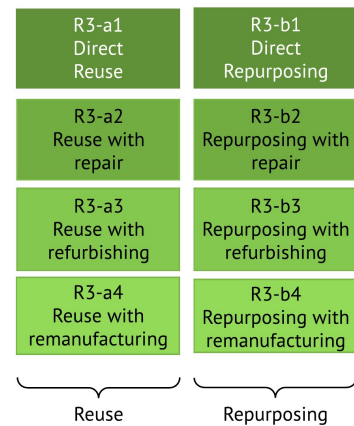 R3-a1
Direct
Reuse
R3-b1
Direct
Repurposing
R3-a2
Reuse with
repair
R3-b2
Repurposing with
repair
R3-a3
Reuse with
refurbishing
R3-b3
Repurposing with
refurbishing
R3-a4
Reuse with
remanufacturing
R3-b4
Repurposing with
remanufacturing
Reuse
Repurposing